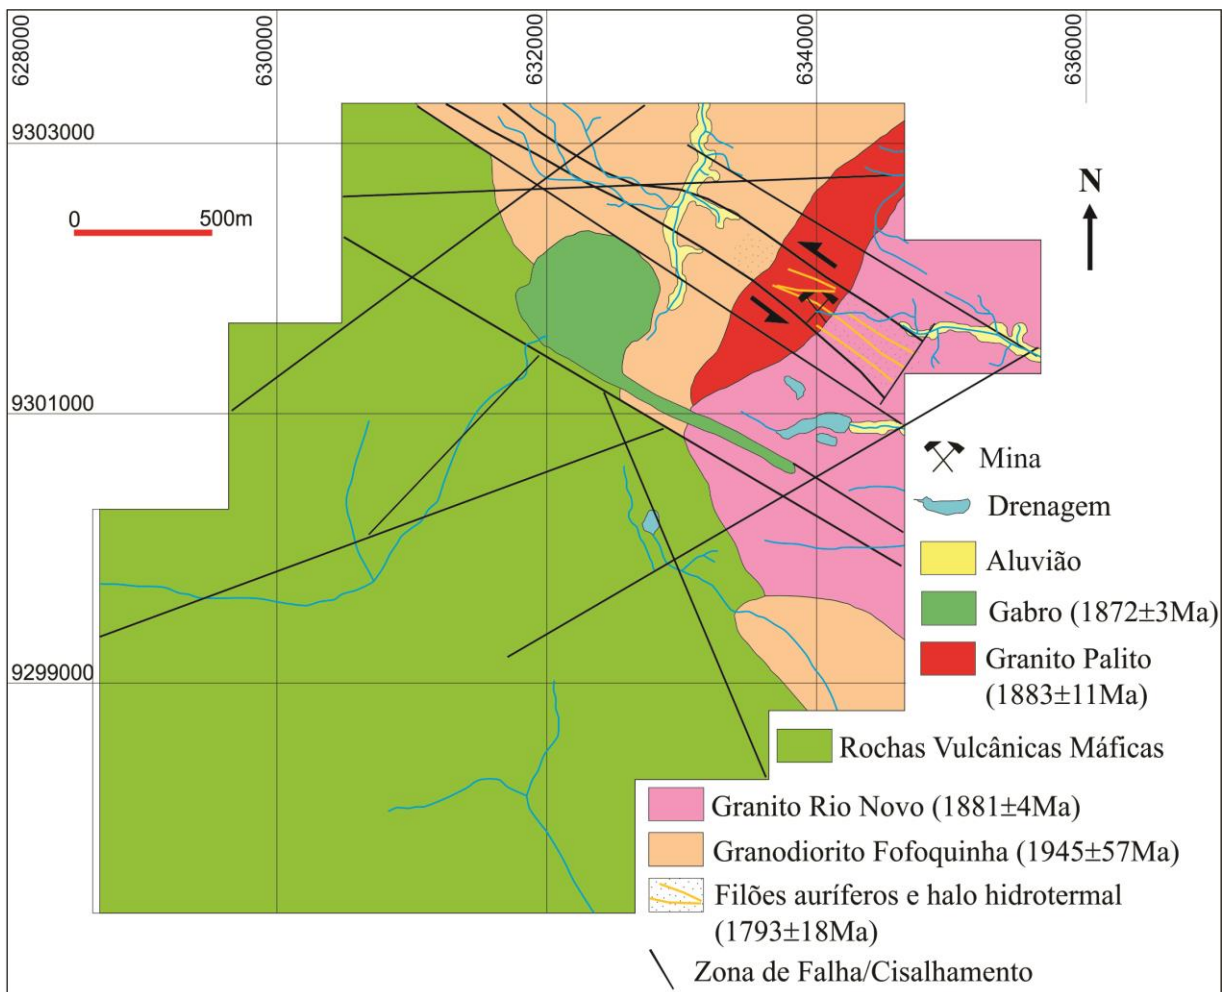 628000
630000
632000
634000
636000
9303000
0 500m
N
9301000
9299000
Mina
Drenagem
Aluvião
Gabro (1872±3Ma)
Granito Palito
(1883±11Ma)
Rochas Vulcânicas Máficas
Granito Rio Novo (1881±4Ma)
Granodiorito Fofoquinha (1945±57Ma)
Filões auríferos e halo hidrotermal
(1793±18Ma)
Zona de Falha/Cisalhamento